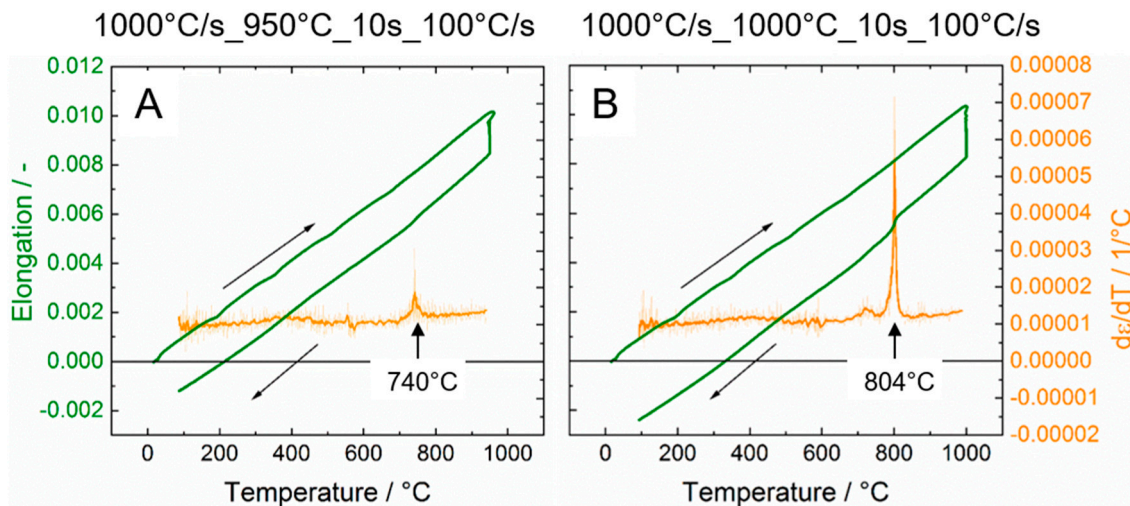 1000°C/s_950°C_10s_100°C/s
1000°C/s_1000°C_10s_100°C/s
A
B
Elongation / -
0.012
0.010
0.008
0.006
0.004
0.002
0.000
-0.002
740°C
804°C
0.00008
0.00007
0.00006
0.00005
0.00004
0.00003
0.00002
0.00001
0.00000
-0.00001
-0.00002
dε/dT / 1/°C
0 200 400 600 800 1000
0 200 400 600 800 1000
Temperature / °C
Temperature / °C